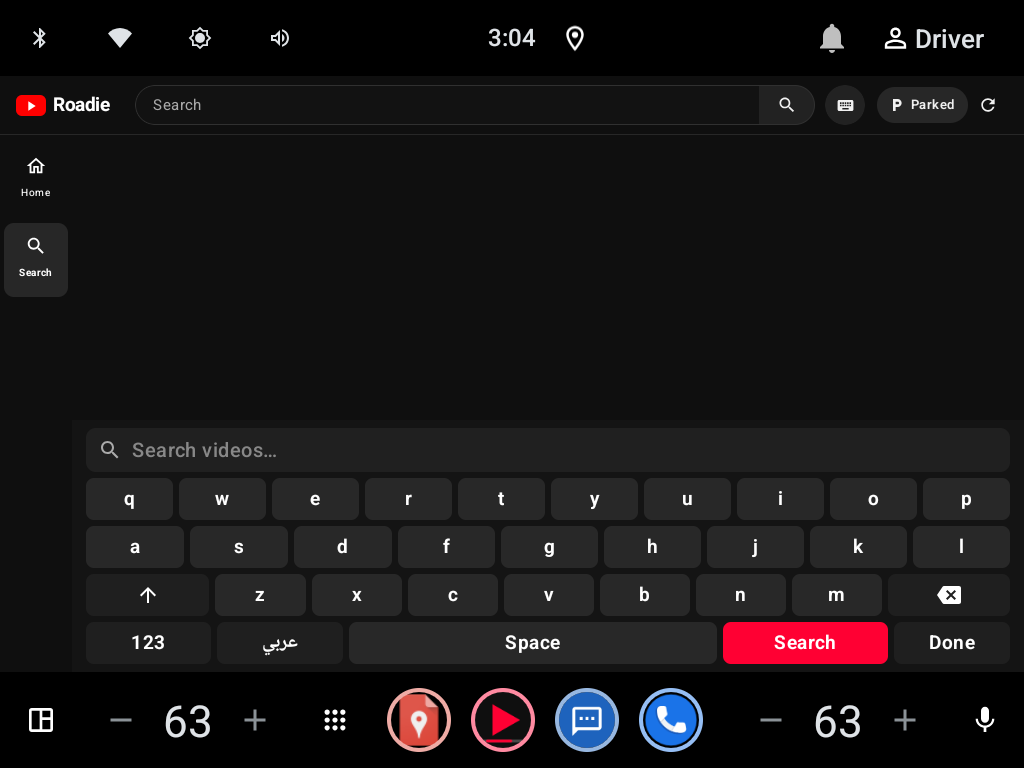 3:04
Driver
Roadie
Search
P Parked
Home
Search
Search videos...
q w e r t y u i o p
a s d f g h j k l
z x c v b n m
123 عربي Space Search Done
63 63